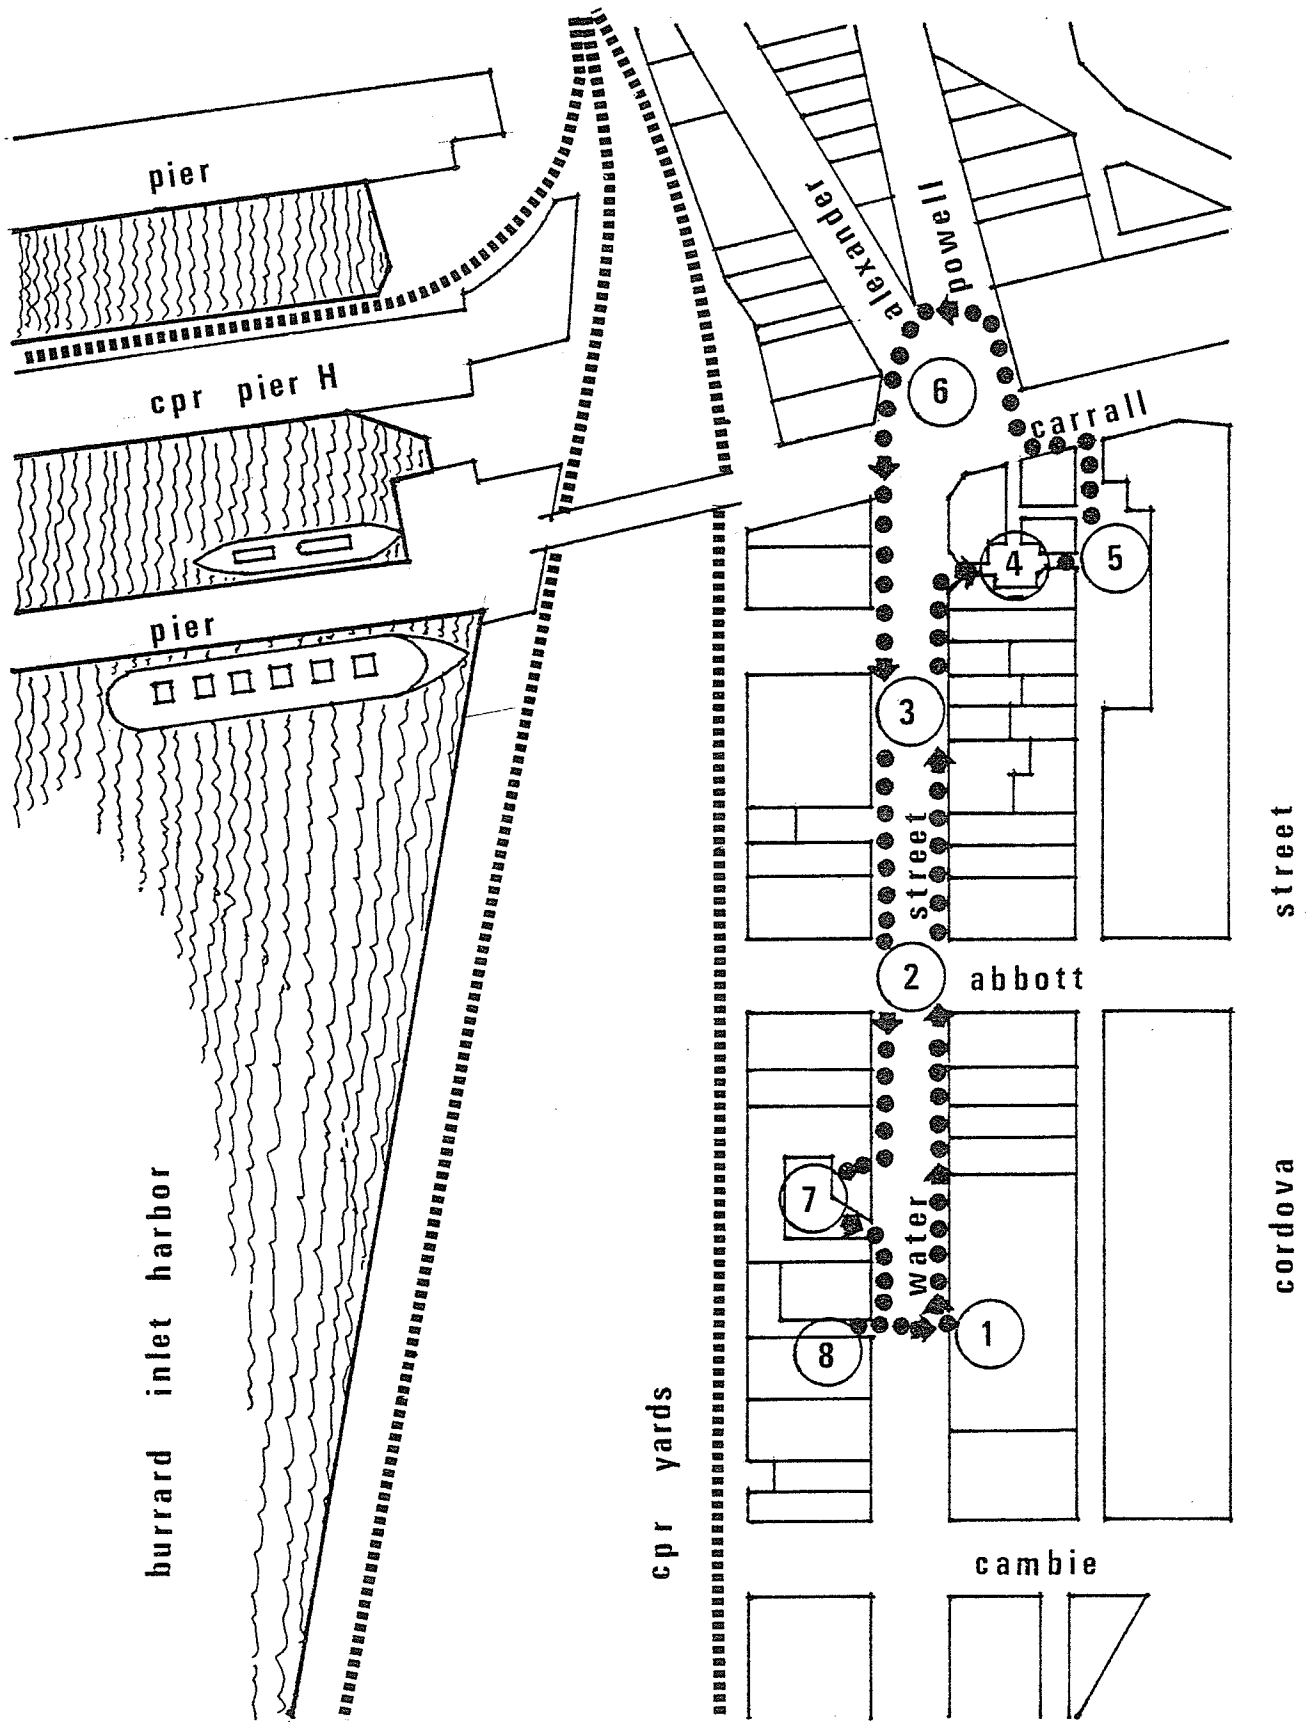 pier
cpr pier H
pier
alexander
powell
6
carrall
4
5
3
street
street
2
abbott
7
water
1
8
cambie
cordova
burrard inlet harbor
cpr yards